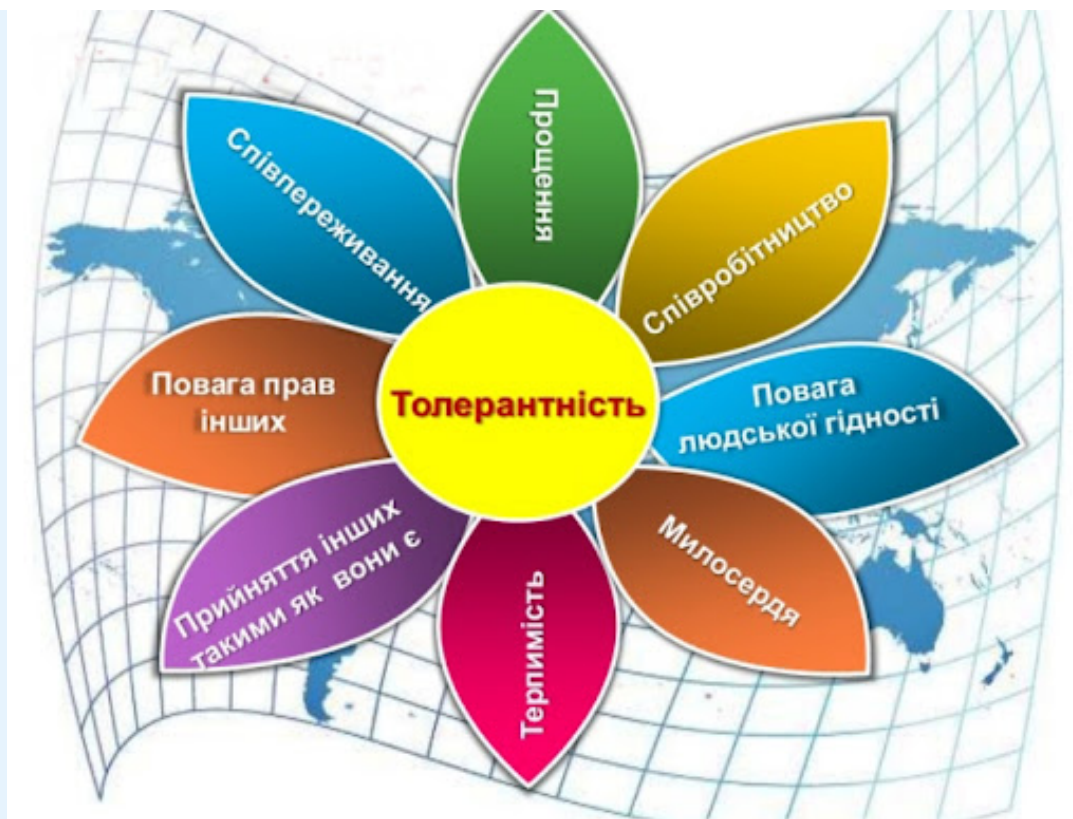 Прощення
Співробітництво
Повага
людської гідності
Милосердя
Терпимість
Прийняття інших
такими як вони є
Повага прав
інших
Співпереживання
Толерантність